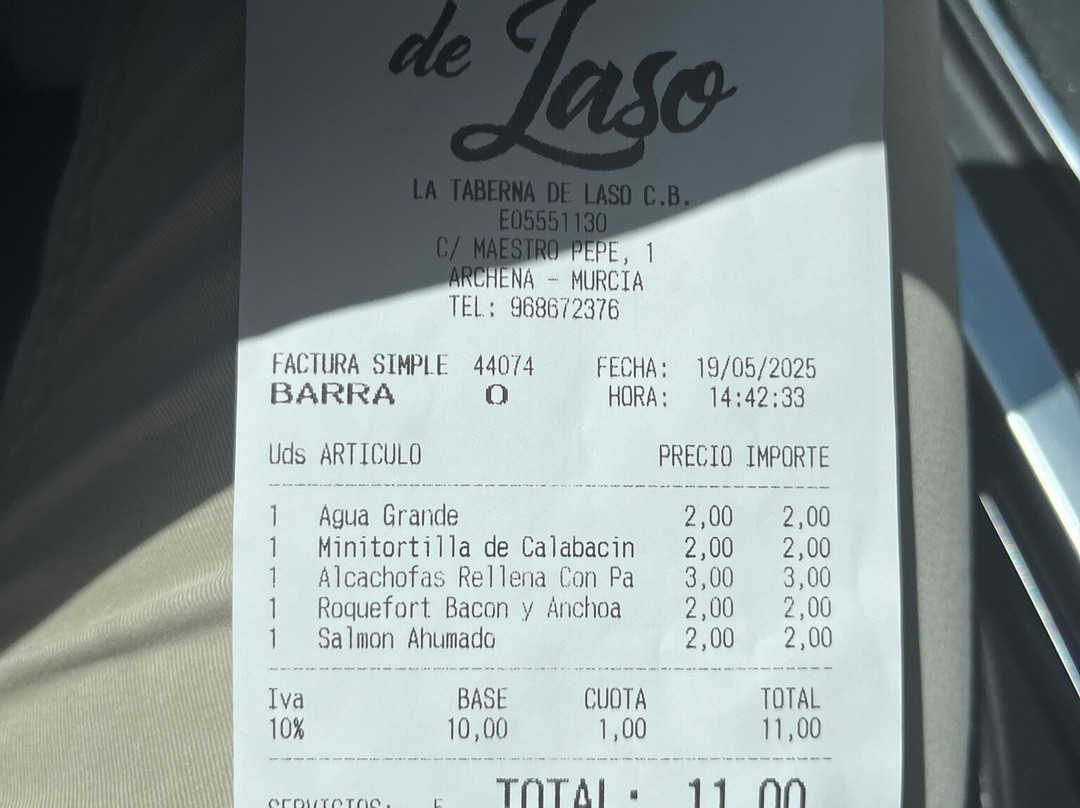 de Laso
LA TABERNA DE LASO C.B.
E05551130
C/ MAESTRO PEPE, 1
ARCHENA - MURCIA
TEL: 968672376
FACTURA SIMPLE 44074 FECHA: 19/05/2025
BARRA 0 HORA: 14:42:33
Uds ARTICULO PRECIO IMPORTE
1 Agua Grande 2,00 2,00
1 Minitortilla de Calabacin 2,00 2,00
1 Alcachofas Rellena Con Pa 3,00 3,00
1 Roquefort Bacon y Anchoa 2,00 2,00
1 Salmon Ahumado 2,00 2,00
Iva BASE CUOTA TOTAL
10% 10,00 1,00 11,00
SERVICIOS: TOTAL: 11,00